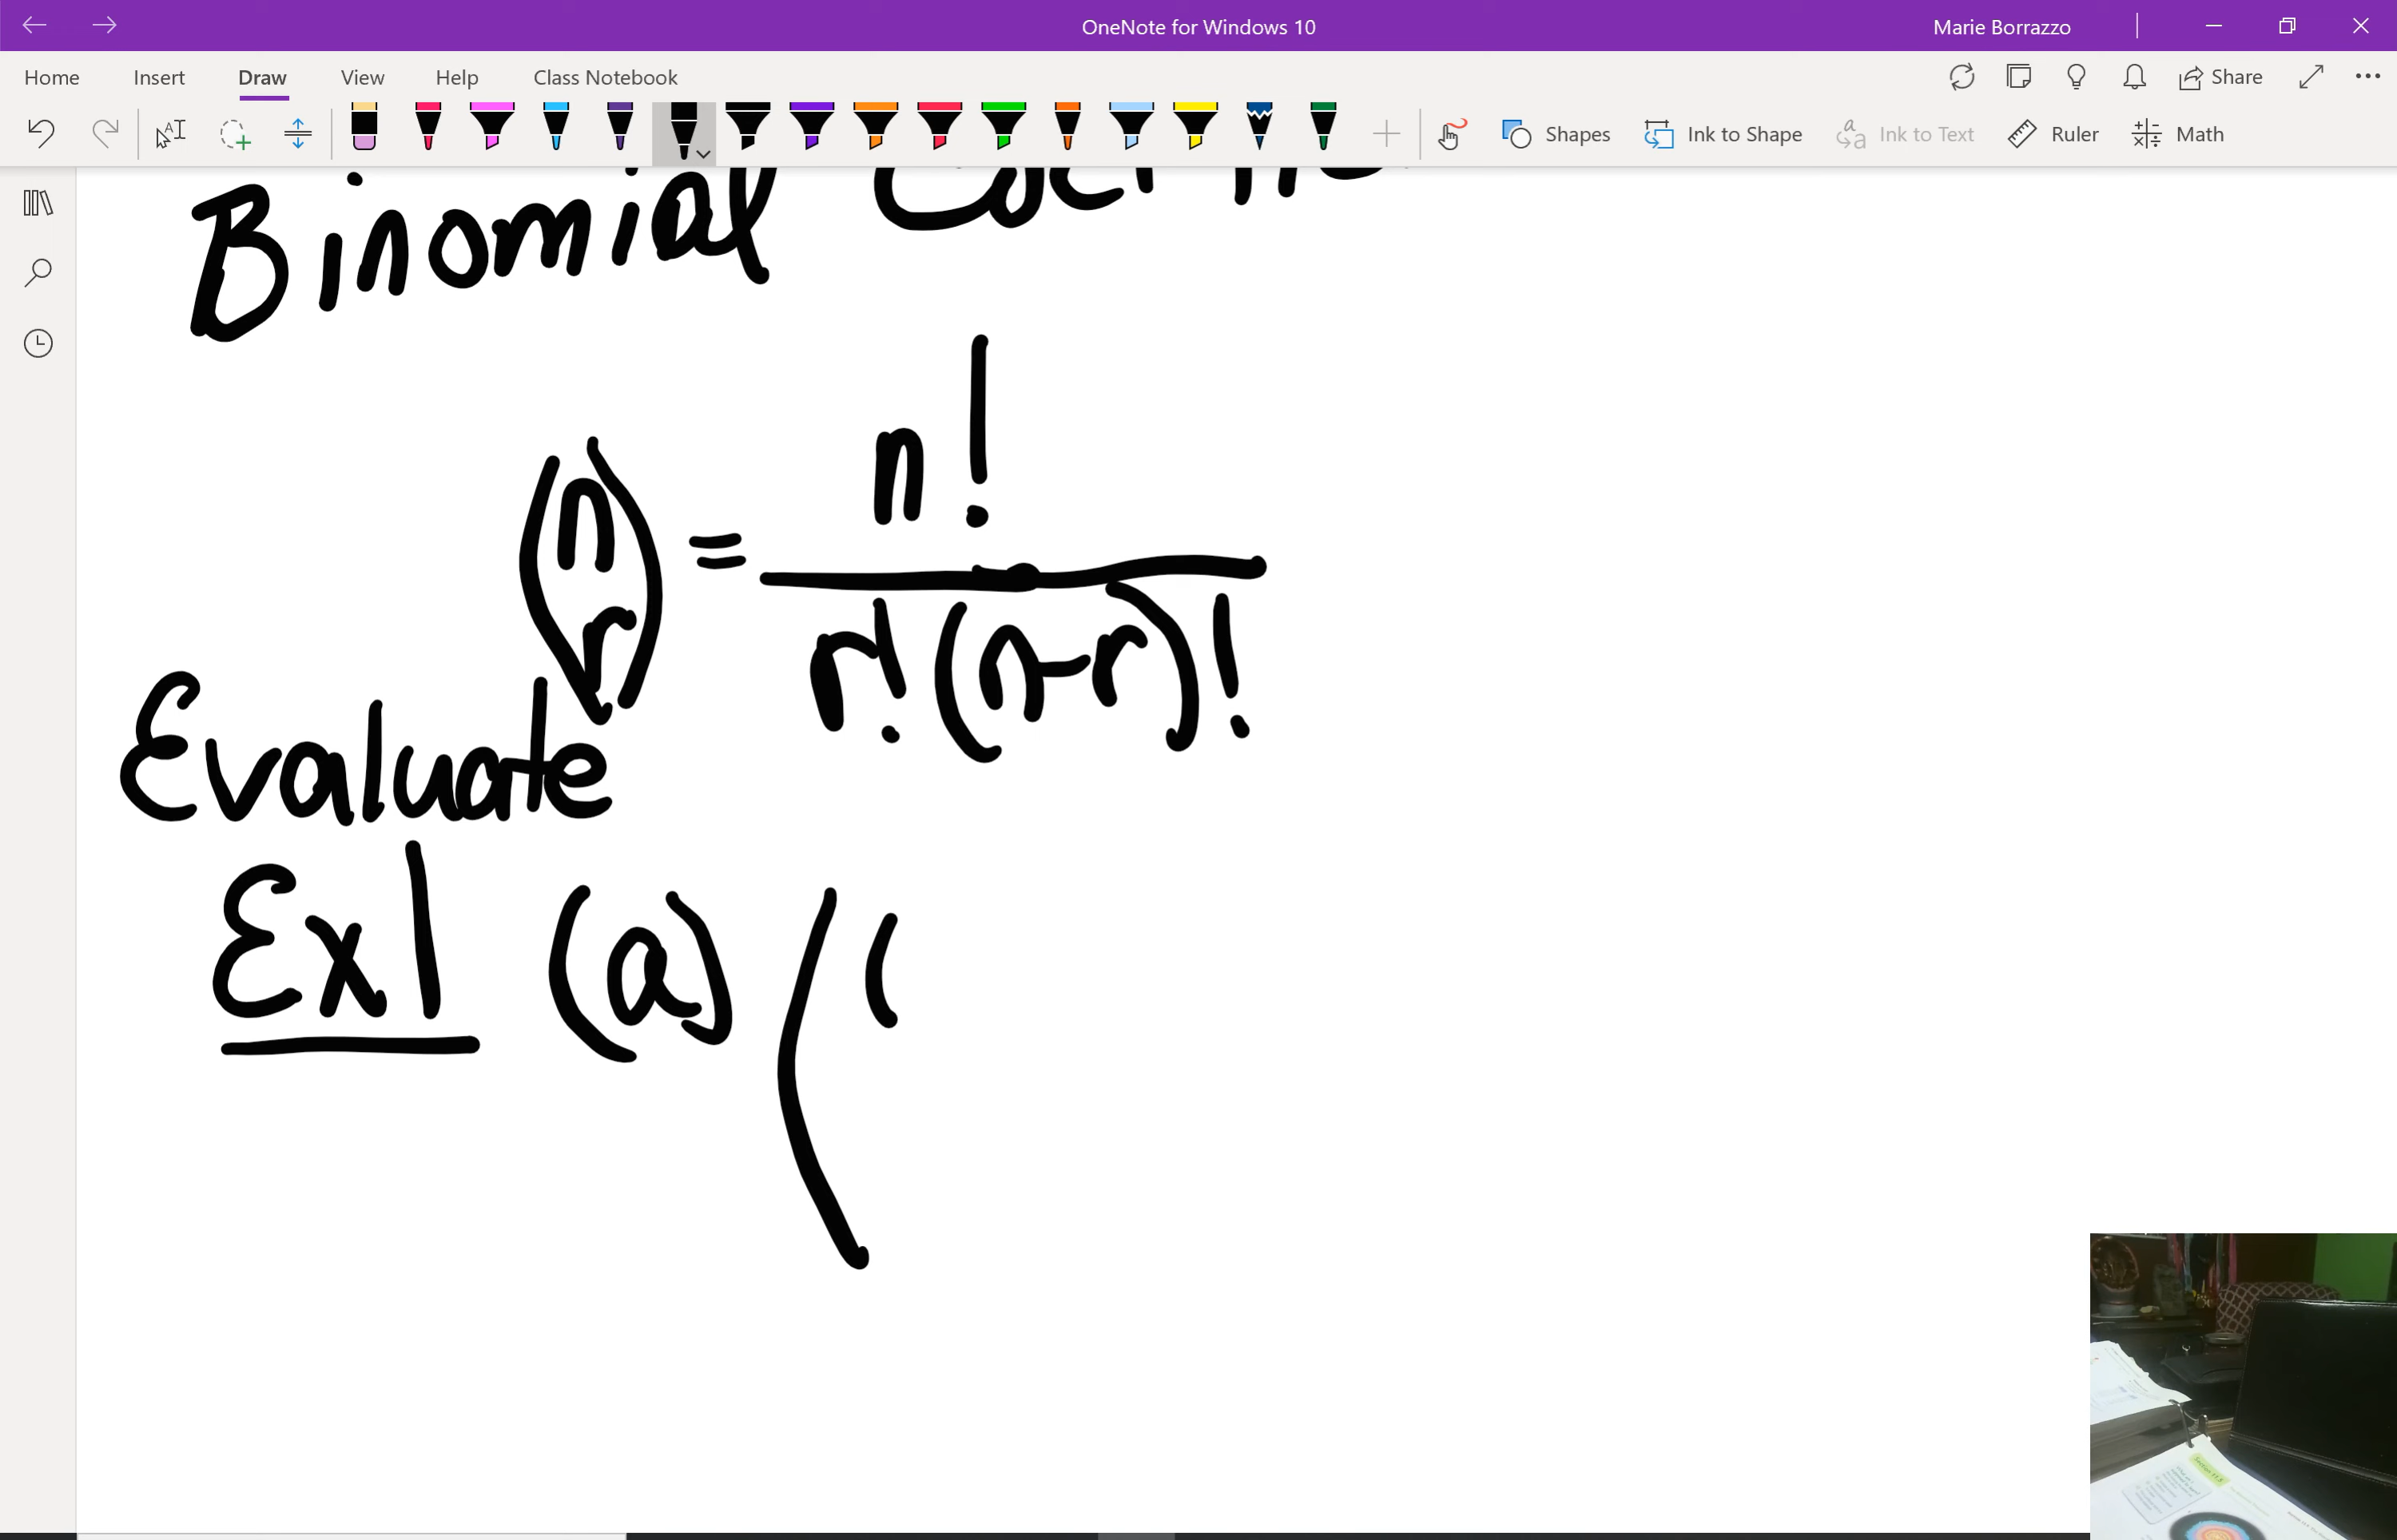 OneNote for Windows 10 Marie Borrazzo
Home Insert Draw View Help Class Notebook Share
Shapes Ink to Shape Ink to Text Ruler Math
Binomial
(n r) = n! / r!(n-r)!
Evaluate
Ex1 (a) (